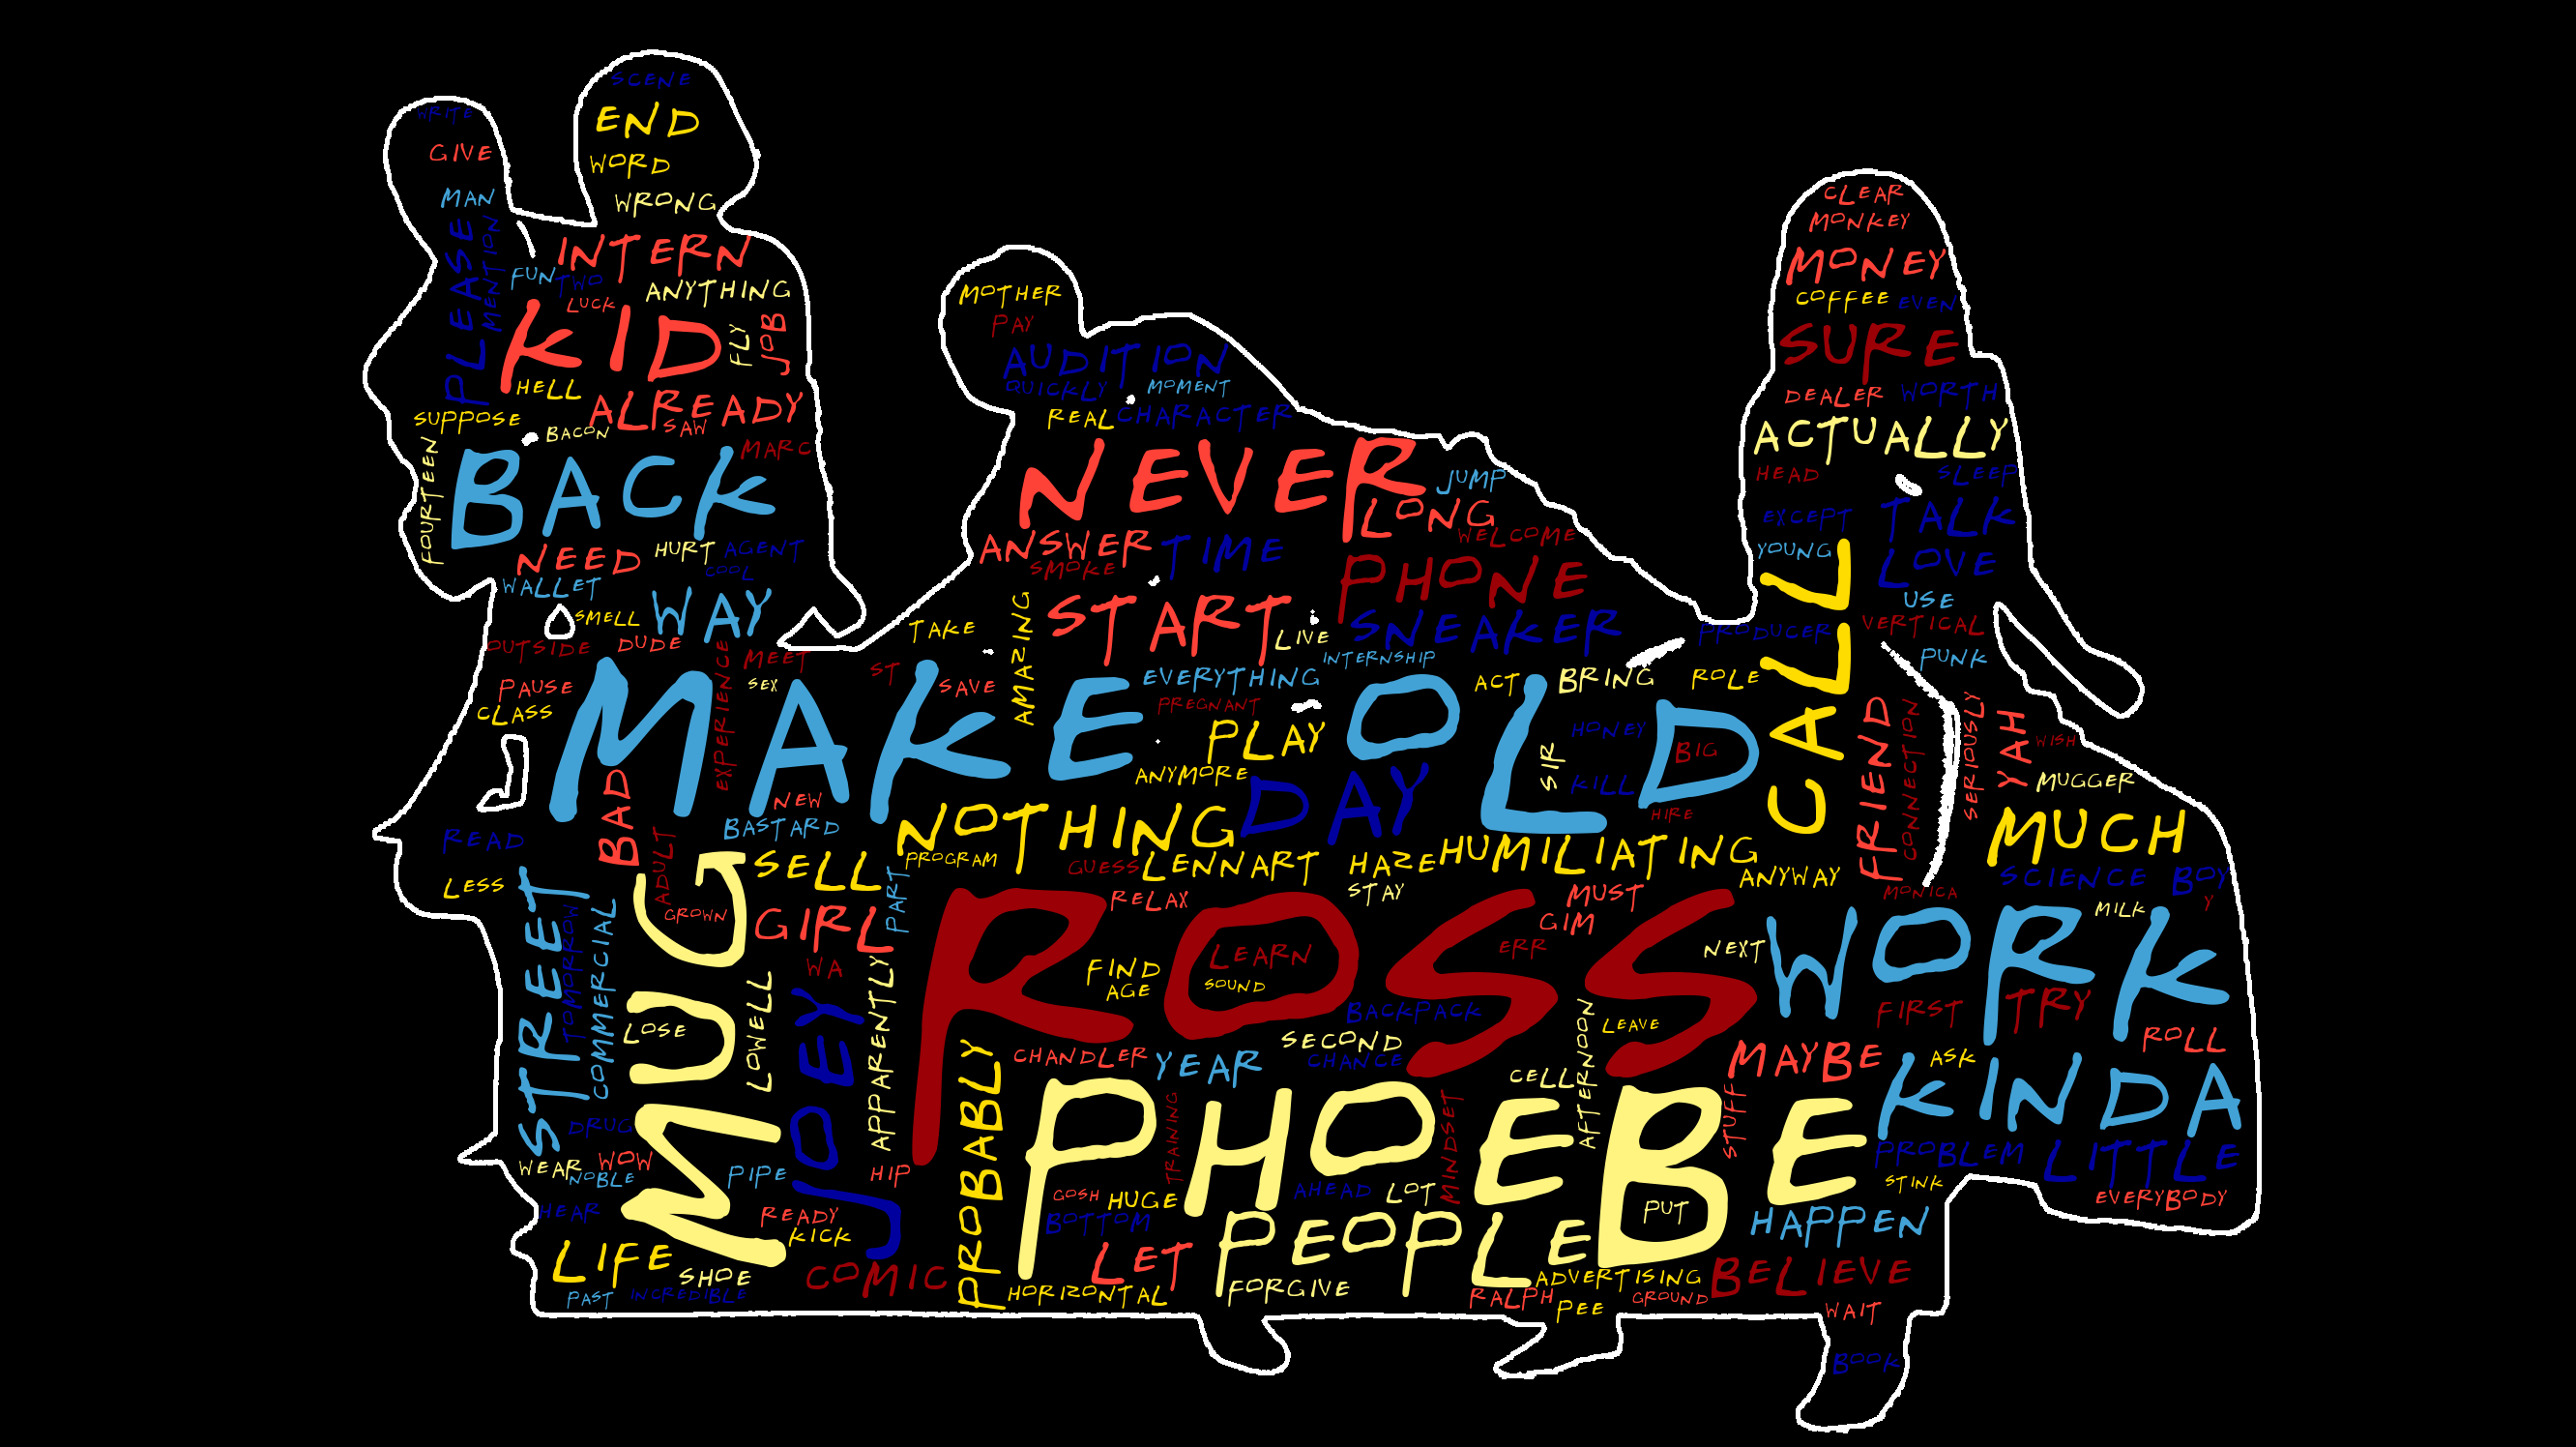 SCENE
WRITE
END
GIVE
WORD
MAN
WRONG
PLEASE
MENTION
INTERN
FUN
TWO
LUCK
ANYTHING
KID
FLY
JOB
HELL
ALREADY
SAW
SUPPOSE
BACON
MARC
FOURTEEN
BACK
NEED
HURT
AGENT
COOL
WALLET
SMELL
WAY
OUTSIDE
DUDE
MEET
EXPERIENCE
PAUSE
SEX
CLASS
MOTHER
PAY
AUDITION
QUICKLY
MOMENT
REAL
CHARACTER
NEVER
JUMP
LONG
WELCOME
ANSWER
TIME
SMOKE
PHONE
START
LIVE
SNEAKER
AMAZING
TAKE
INTERNSHIP
ST
SAVE
EVERYTHING
PREGNANT
ACT
BRING
ROLE
CLEAR
MONKEY
MONEY
COFFEE
EVEN
SURE
DEALER
WORTH
ACTUALLY
HEAD
SLEEP
EXCEPT
TALK
YOUNG
LOVE
USE
CALL
PRODUCER
VERTICAL
PUNK
MAKE
OLD
PLAY
SIR
HONEY
BIG
KILL
HIRE
ANYMORE
DAY
FRIEND
CONNECTION
SERIOUSLY
YAH
WISH
MUGGER
MUCH
BAD
NEW
BASTARD
NOTHING
READ
LESS
ADULT
GROWN
SELL
PROGRAM
GUESS
LENNART
HAZE
HUMILIATING
ANYWAY
STAY
SCIENCE
BOY
Y
MONICA
MILK
STREET
TOMORROW
COMMERCIAL
MUG
LOSE
LOWELL
GIRL
PART
WA
JOEY
APPARENTLY
RELAX
MUST
GIM
ERR
NEXT
ROSS
LEARN
FIND
AGE
SOUND
BACKPACK
LEAVE
WORK
FIRST
TRY
ROLL
SECOND
CHANCE
CHANDLER
YEAR
CELL
AFTERNOON
MAYBE
ASK
KINDA
STUFF
PROBABLY
PHOEBE
TRAINING
MINDSET
PROBLEM
LITTLE
STINK
EVERYBODY
DRUG
WEAR
WOW
NOBLE
PIPE
HIP
HEAR
READY
KICK
GOSH
HUGE
AHEAD
LOT
BOTTOM
PUT
HAPPEN
LIFE
SHOE
COMIC
LET
PEOPLE
PAST
INCREDIBLE
HORIZONTAL
FORGIVE
ADVERTISING
BELIEVE
RALPH
PEE
GROUND
WAIT
BOOK